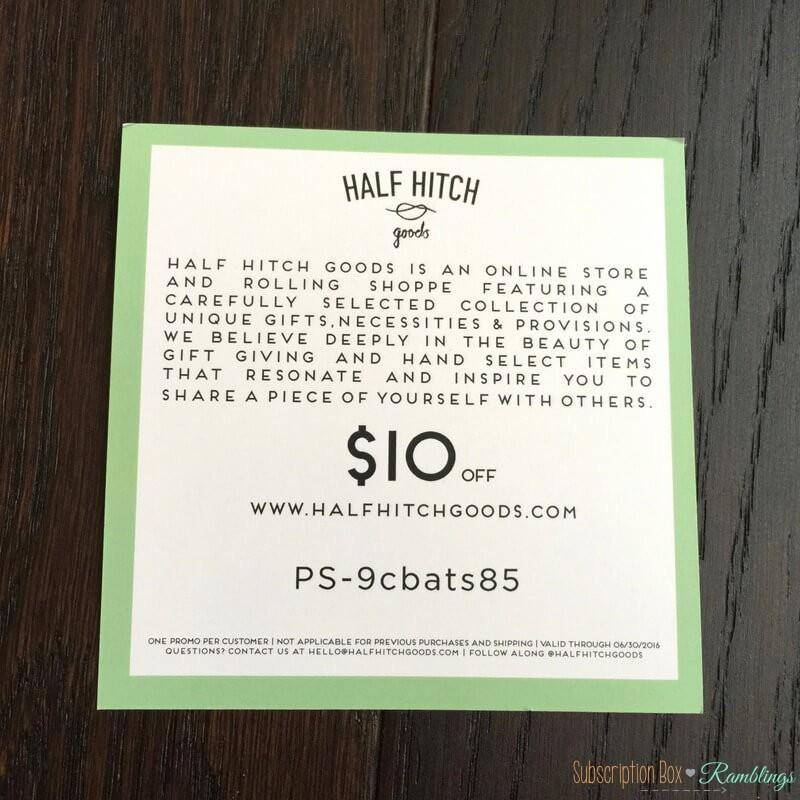 HALF HITCH
goods
HALF HITCH GOODS IS AN ONLINE STORE
AND ROLLING SHOPPE FEATURING A
CAREFULLY SELECTED COLLECTION OF
UNIQUE GIFTS,NECESSITIES & PROVISIONS.
WE BELIEVE DEEPLY IN THE BEAUTY OF
GIFT GIVING AND HAND SELECT ITEMS
THAT RESONATE AND INSPIRE YOU TO
SHARE A PIECE OF YOURSELF WITH OTHERS.
$10 OFF
WWW.HALFHITCHGOODS.COM
PS-9cbats85
ONE PROMO PER CUSTOMER | NOT APPLICABLE FOR PREVIOUS PURCHASES AND SHIPPING | VALID THROUGH 06/30/2016
QUESTIONS? CONTACT US AT HELLO@HALFHITCHGOODS.COM | FOLLOW ALONG @HALFHITCHGOODS
Subscription Box ♥ Ramblings